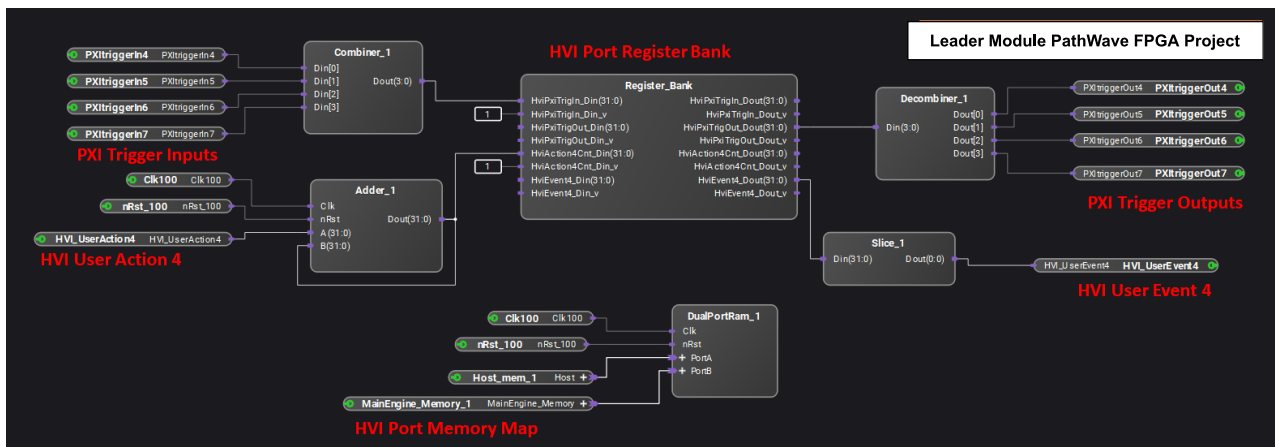 Leader Module PathWave FPGA Project
PXItriggerIn4 PXItriggerIn4
PXItriggerIn5 PXItriggerIn5
PXItriggerIn6 PXItriggerIn6
PXItriggerIn7 PXItriggerIn7
PXI Trigger Inputs
Combiner_1
Din[0]
Din[1] Dout(3:0)
Din[2]
Din[3]
HVI Port Register Bank
Register_Bank
HviPxiTrigIn_Din(31:0) HviPxiTrigIn_Dout(31:0)
HviPxiTrigIn_Din_v HviPxiTrigIn_Dout_v
HviPxiTrigOut_Din(31:0) HviPxiTrigOut_Dout(31:0)
HviPxiTrigOut_Din_v HviPxiTrigOut_Dout_v
HviAction4Cnt_Din(31:0) HviAction4Cnt_Dout(31:0)
HviAction4Cnt_Din_v HviAction4Cnt_Dout_v
HviEvent4_Din(31:0) HviEvent4_Dout(31:0)
HviEvent4_Din_v HviEvent4_Dout_v
1
1
Decombiner_1
Dout[0]
Din(3:0) Dout[1]
Dout[2]
Dout[3]
PXItriggerOut4 PXItriggerOut4
PXItriggerOut5 PXItriggerOut5
PXItriggerOut6 PXItriggerOut6
PXItriggerOut7 PXItriggerOut7
PXI Trigger Outputs
Clk100 Clk100
nRst_100 nRst_100
HVI_UserAction4 HVI_UserAction4
HVI User Action 4
Adder_1
Clk
nRst Dout(31:0)
A(31:0)
B(31:0)
Slice_1
Din(31:0) Dout(0:0)
HVI_UserEvent4 HVI_UserEvent4
HVI User Event 4
Clk100 Clk100
nRst_100 nRst_100
Host_mem_1 Host +
MainEngine_Memory_1 MainEngine_Memory +
HVI Port Memory Map
DualPortRam_1
Clk
nRst
+ PortA
+ PortB